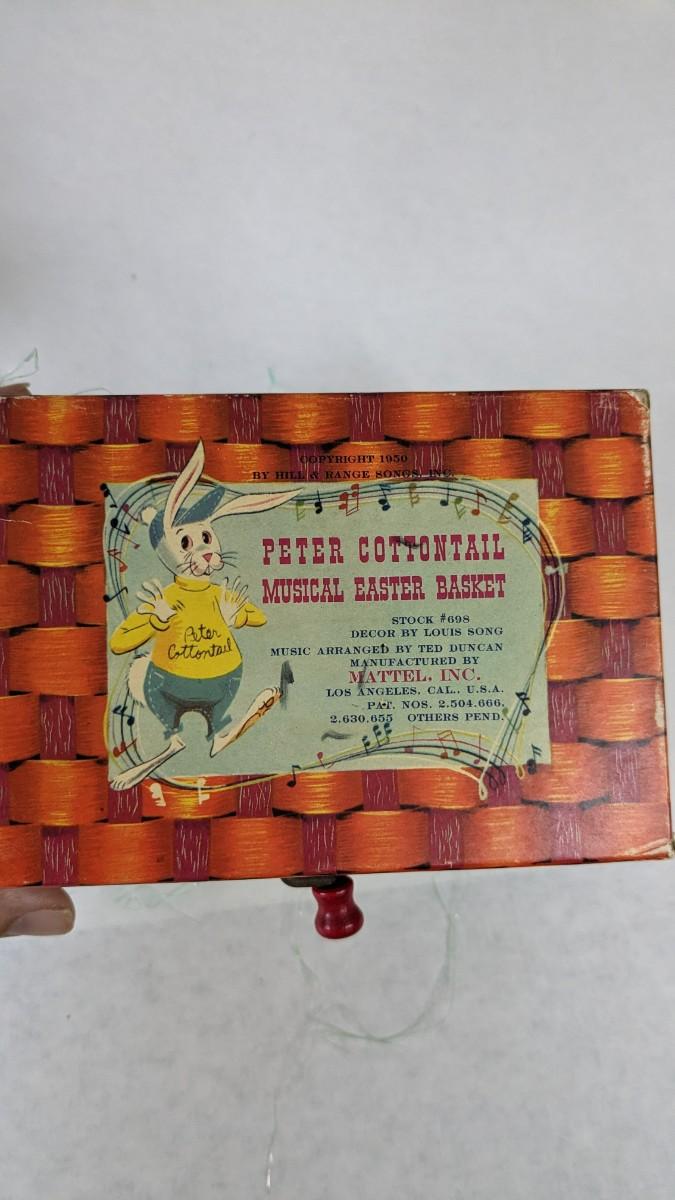 COPYRIGHT 1950
BY HILL & RANGE SONGS, INC.
PETER COTTONTAIL
MUSICAL EASTER BASKET
Peter
Cottontail
STOCK #698
DECOR BY LOUIS SONG
MUSIC ARRANGED BY TED DUNCAN
MANUFACTURED BY
MATTEL, INC.
LOS ANGELES, CAL., U.S.A.
PAT. NOS. 2.504.666,
2.630.655 OTHERS PEND.